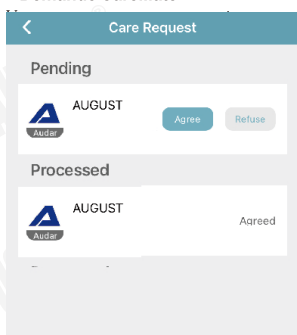 Care Request
Pending
AUGUST
Audar
Agree
Refuse
Processed
AUGUST
Audar
Agreed